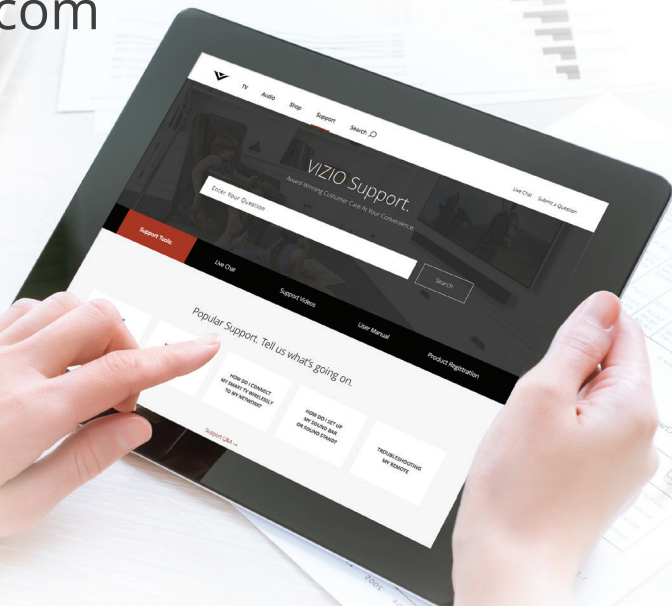 com
TV Audio Shop Support Search
Live Chat Submit a Question
VIZIO Support.
Award Winning Customer Care At Your Convenience.
Enter Your Question
Search
Support Tools:
Live Chat
Support Videos
User Manual
Product Registration
Popular Support. Tell us what's going on.
HOW DO I CONNECT
MY SMART TV WIRELESSLY
TO MY NETWORK?
HOW DO I SET UP
MY SOUND BAR
OR SOUND STAND?
TROUBLESHOOTING
MY REMOTE
Support Q&A →
2005